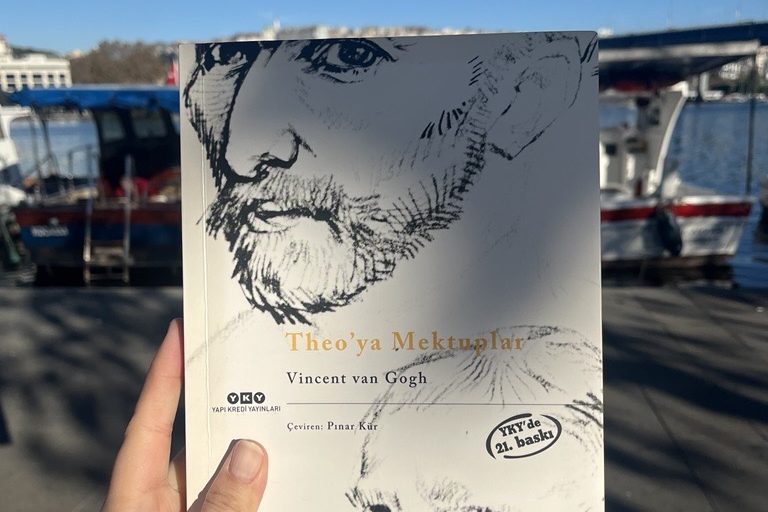 Theo'ya Mektuplar
Vincent van Gogh
YKY
YAPI KREDİ YAYINLARI
Çeviren: Pınar Kür
YKY'de
21. baskı